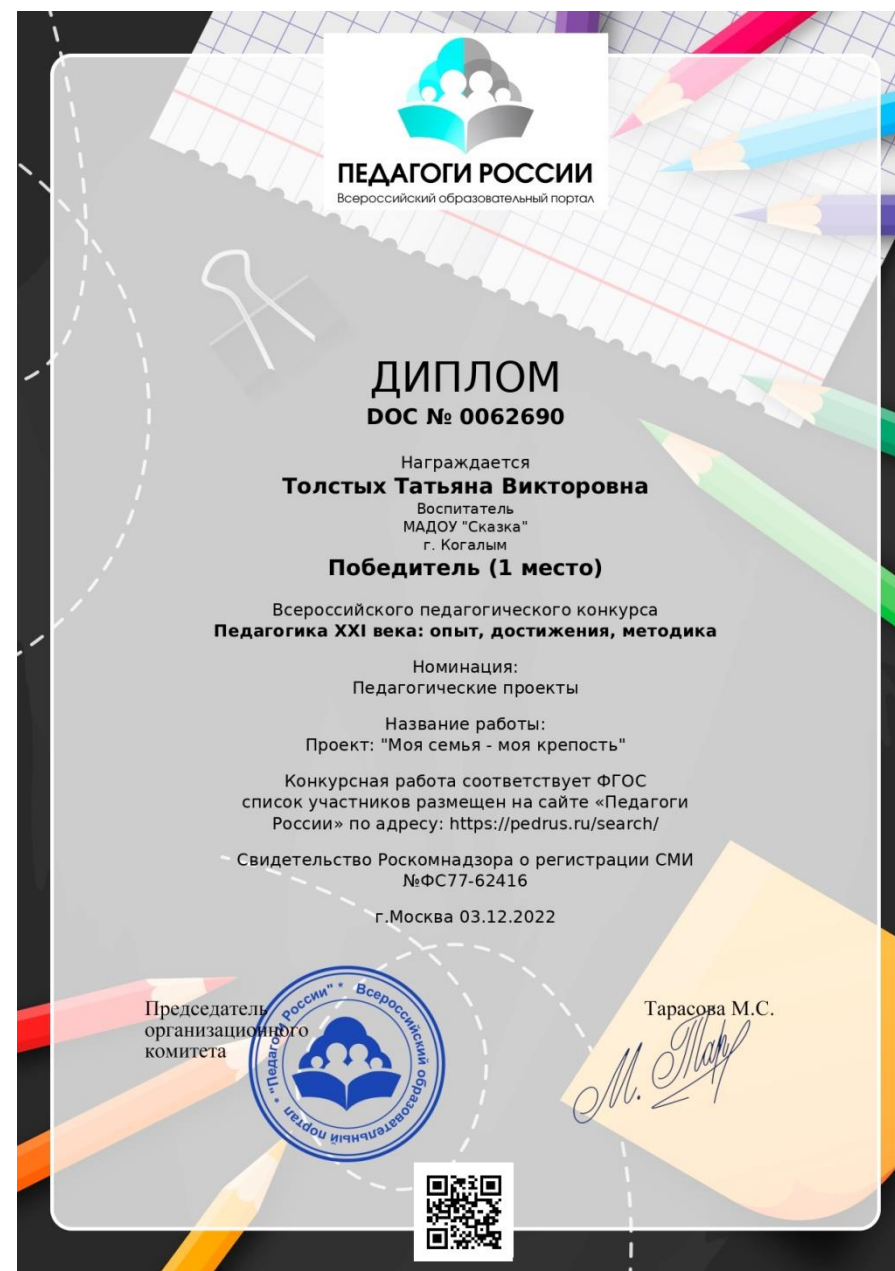 ПЕДАГОГИ РОССИИ
Всероссийский образовательный портал
ДИПЛОМ
DOC № 0062690
Награждается
Толстых Татьяна Викторовна
Воспитатель
МАДОУ "Сказка"
г. Когалым
Победитель (1 место)
Всероссийского педагогического конкурса
Педагогика XXI века: опыт, достижения, методика
Номинация:
Педагогические проекты
Название работы:
Проект: "Моя семья - моя крепость"
Конкурсная работа соответствует ФГОС
список участников размещен на сайте «Педагоги
России» по адресу: https://pedrus.ru/search/
Свидетельство Роскомнадзора о регистрации СМИ
№ФС77-62416
г.Москва 03.12.2022
Председатель
организационного
комитета
Тарасова М.С.
* "Педагоги России" * Всероссийский образовательный портал
М. Тар